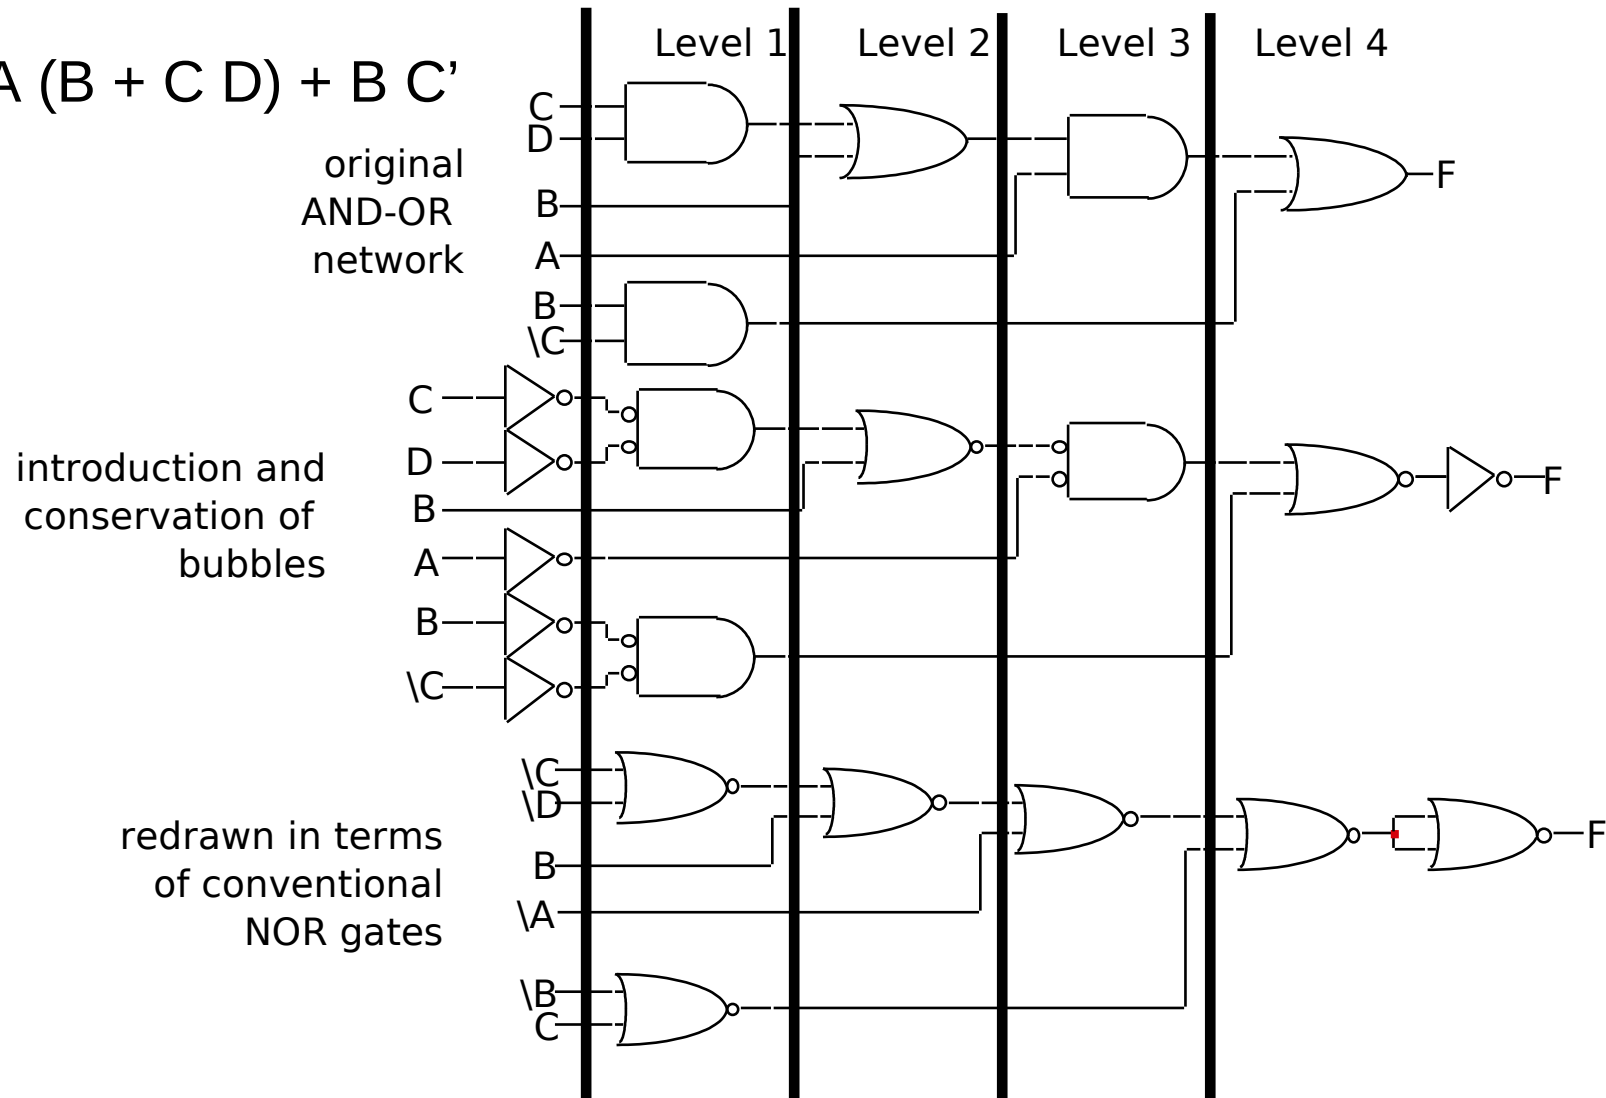 Level 1
Level 2
Level 3
Level 4
A (B + C D) + B C’
C
D
original
AND-OR
network
B
A
B
\C
F
C
D
introduction and
conservation of
bubbles
B
A
B
\C
F
\C
\D
redrawn in terms
of conventional
NOR gates
B
\A
\B
C
F